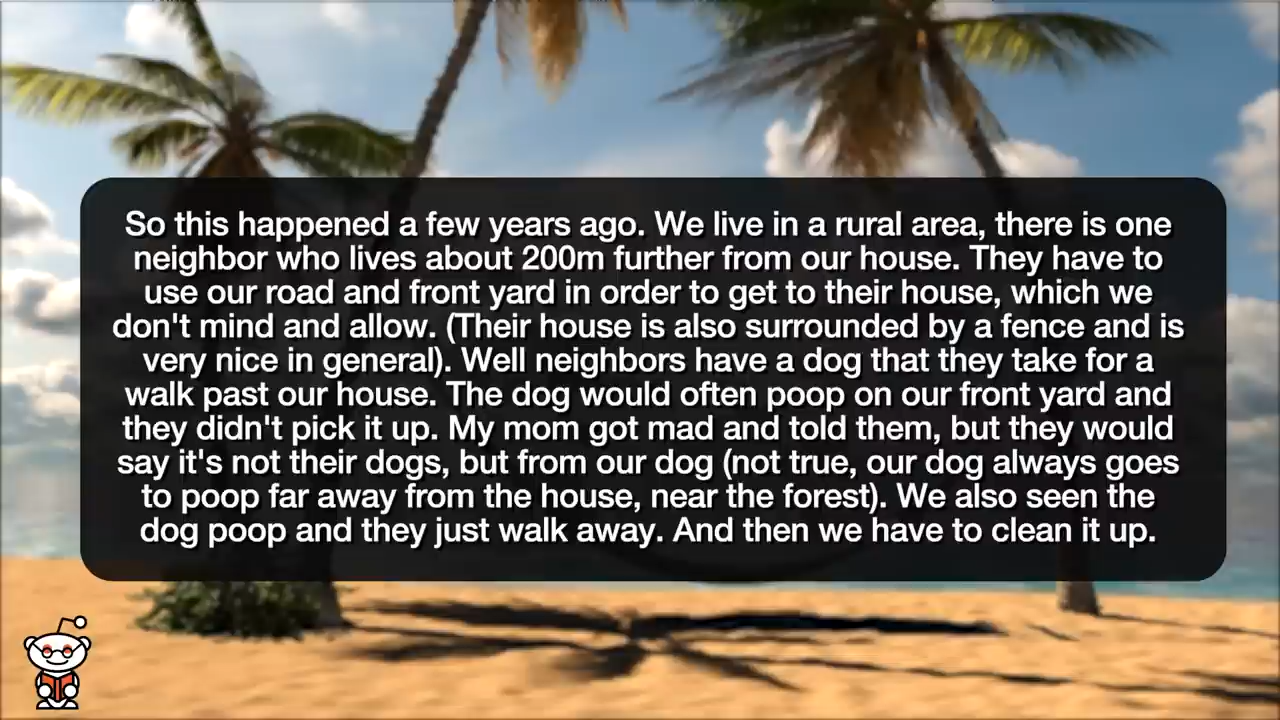 So this happened a few years ago. We live in a rural area, there is one
neighbor who lives about 200m further from our house. They have to
use our road and front yard in order to get to their house, which we
don't mind and allow. (Their house is also surrounded by a fence and is
very nice in general). Well neighbors have a dog that they take for a
walk past our house. The dog would often poop on our front yard and
they didn't pick it up. My mom got mad and told them, but they would
say it's not their dogs, but from our dog (not true, our dog always goes
to poop far away from the house, near the forest). We also seen the
dog poop and they just walk away. And then we have to clean it up.